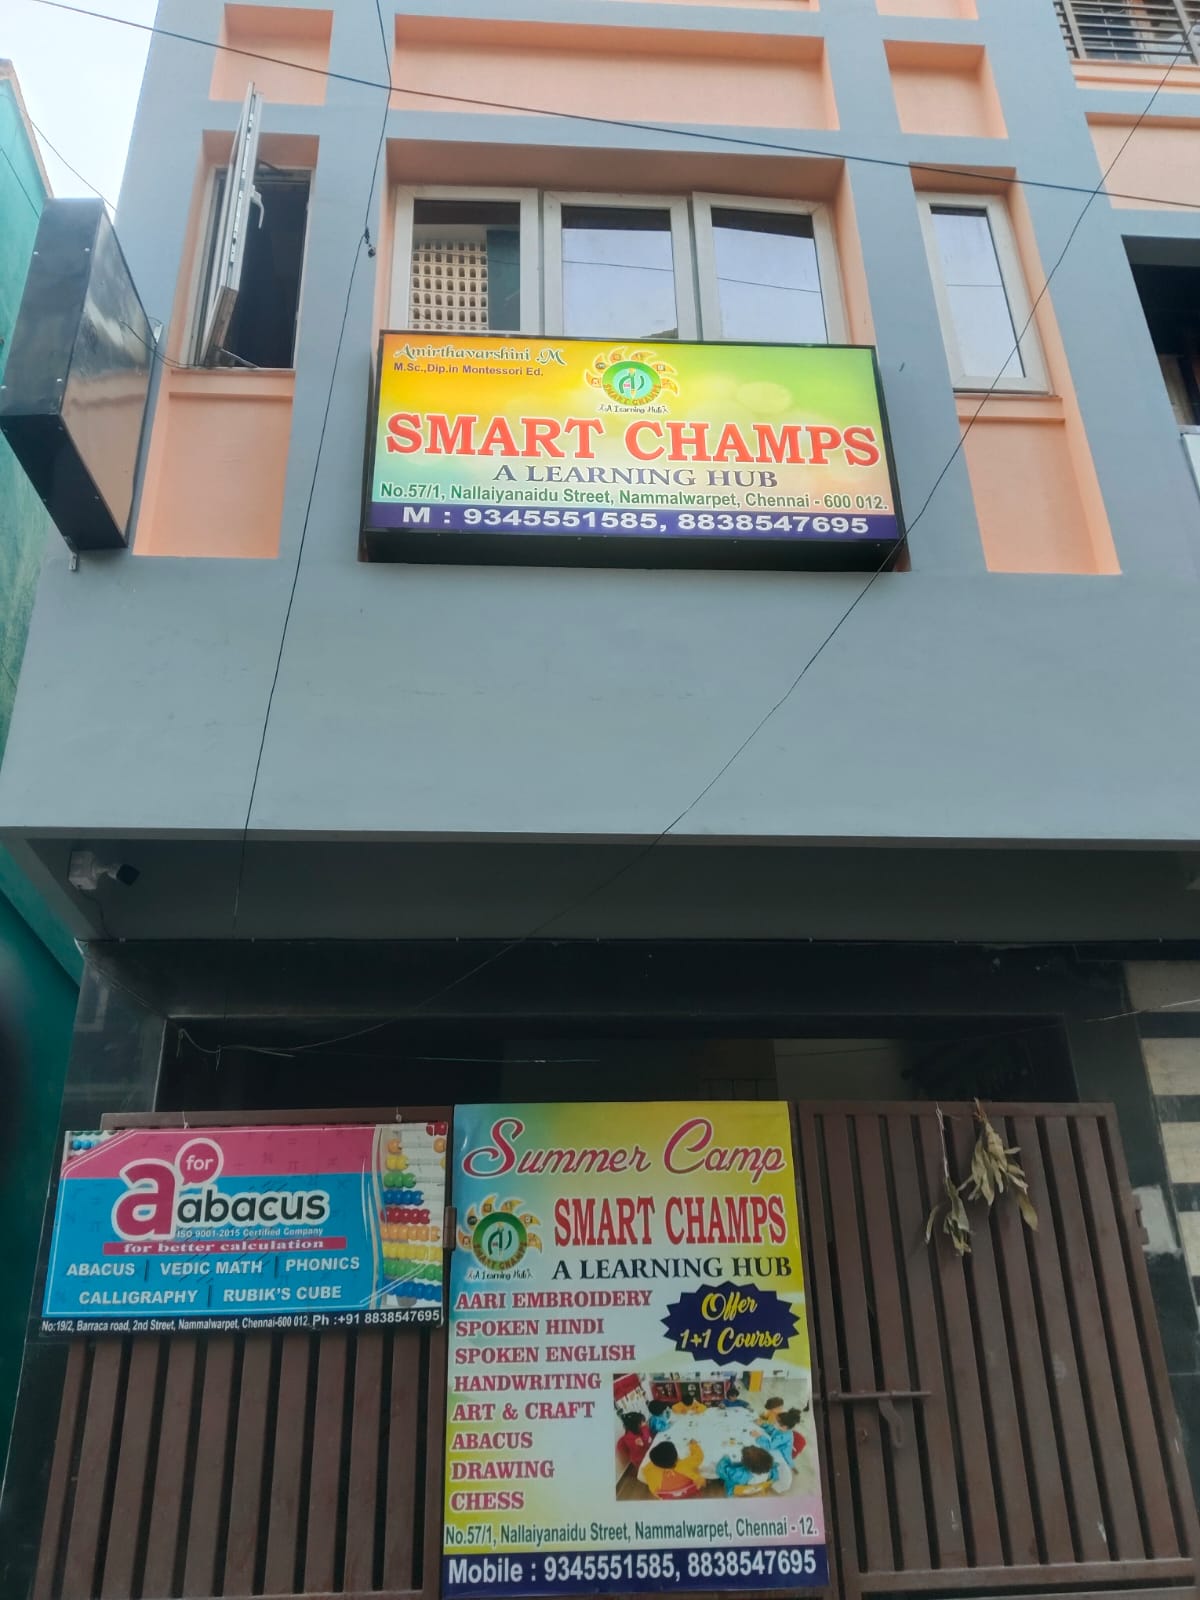 Amirthavarshini .M
M.Sc.,Dip.in Montessori Ed.
SMART CHAMPS
A Learning Hub
SMART CHAMPS
A LEARNING HUB
No.57/1, Nallaiyanaidu Street, Nammalwarpet, Chennai - 600 012.
M : 9345551585, 8838547695
a for abacus
ISO 9001-2015 Certified Company
for better calculation
ABACUS | VEDIC MATH | PHONICS
CALLIGRAPHY | RUBIK'S CUBE
No:19/2, Barraca road, 2nd Street, Nammalwarpet, Chennai-600 012. Ph :+91 8838547695
Summer Camp
SMART CHAMPS
A LEARNING HUB
SMART CHAMPS
A Learning Hub
AARI EMBROIDERY
SPOKEN HINDI
SPOKEN ENGLISH
HANDWRITING
ART & CRAFT
ABACUS
DRAWING
CHESS
Offer
1+1 Course
No.57/1, Nallaiyanaidu Street, Nammalwarpet, Chennai - 12.
Mobile : 9345551585, 8838547695